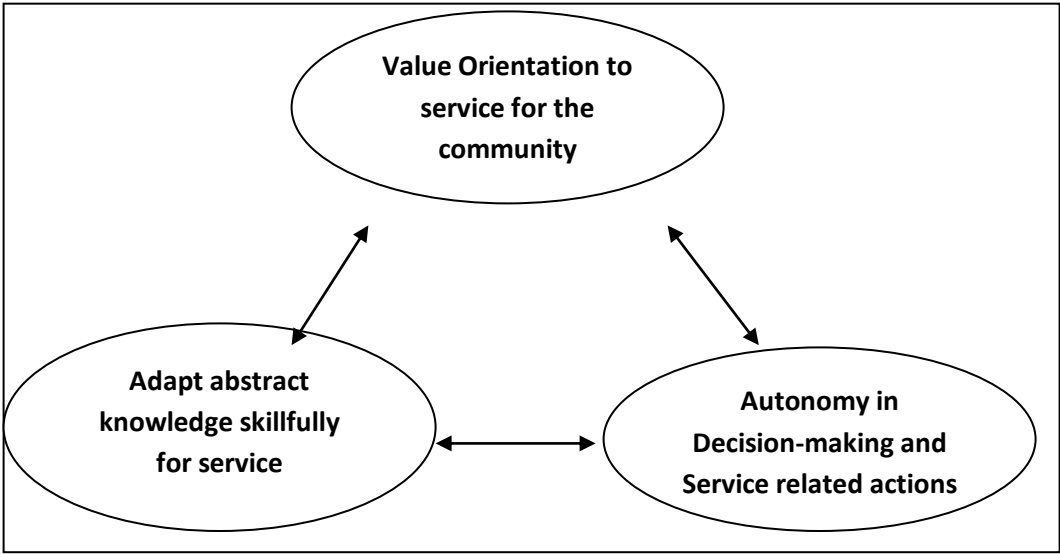 Value Orientation to
service for the
community
Adapt abstract
knowledge skillfully
for service
Autonomy in
Decision-making and
Service related actions